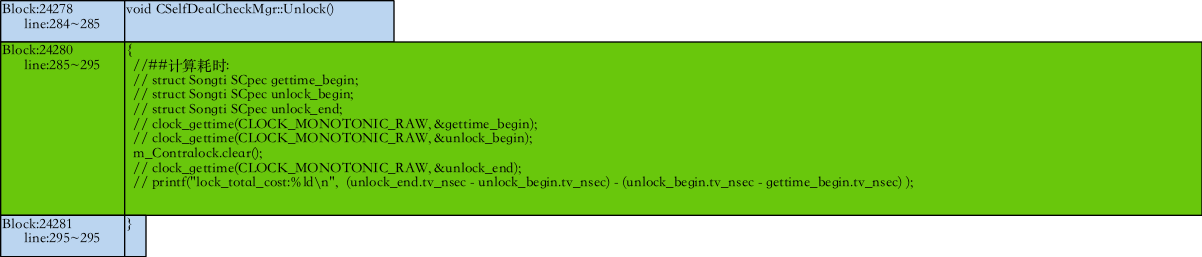 Block:24278
line:284~285
void CSelfDealCheckMgr::Unlock()
Block:24280
line:285~295
{
//##计算耗时:
// struct Songti SCpec gettime_begin;
// struct Songti SCpec unlock_begin;
// struct Songti SCpec unlock_end;
// clock_gettime(CLOCK_MONOTONIC_RAW, &gettime_begin);
// clock_gettime(CLOCK_MONOTONIC_RAW, &unlock_begin);
m_Contralock.clear();
// clock_gettime(CLOCK_MONOTONIC_RAW, &unlock_end);
// printf("lock_total_cost:%ld\n", (unlock_end.tv_nsec - unlock_begin.tv_nsec) - (unlock_begin.tv_nsec - gettime_begin.tv_nsec) );
Block:24281
line:295~295
}